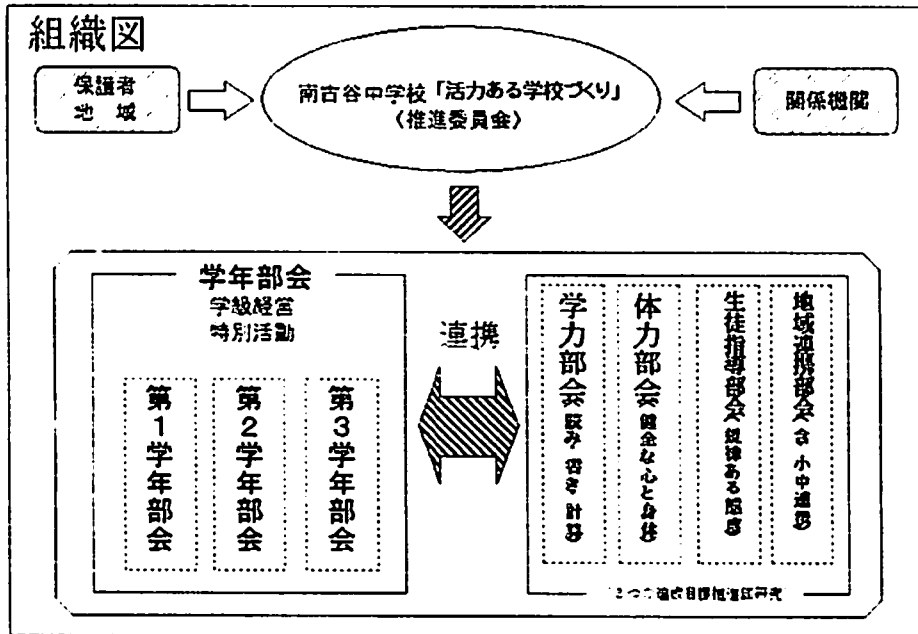 組織図
保護者
地　域
南古谷中学校「活力ある学校づくり」
〈推進委員会〉
関係機関
学年部会
学級経営
特別活動
第1学年部会
第2学年部会
第3学年部会
連携
学力部会〈読み 書き 計算〉
体力部会〈健全な心と身体〉
生徒指導部会〈規律ある態度〉
地域連携部会〈含 小中連携〉